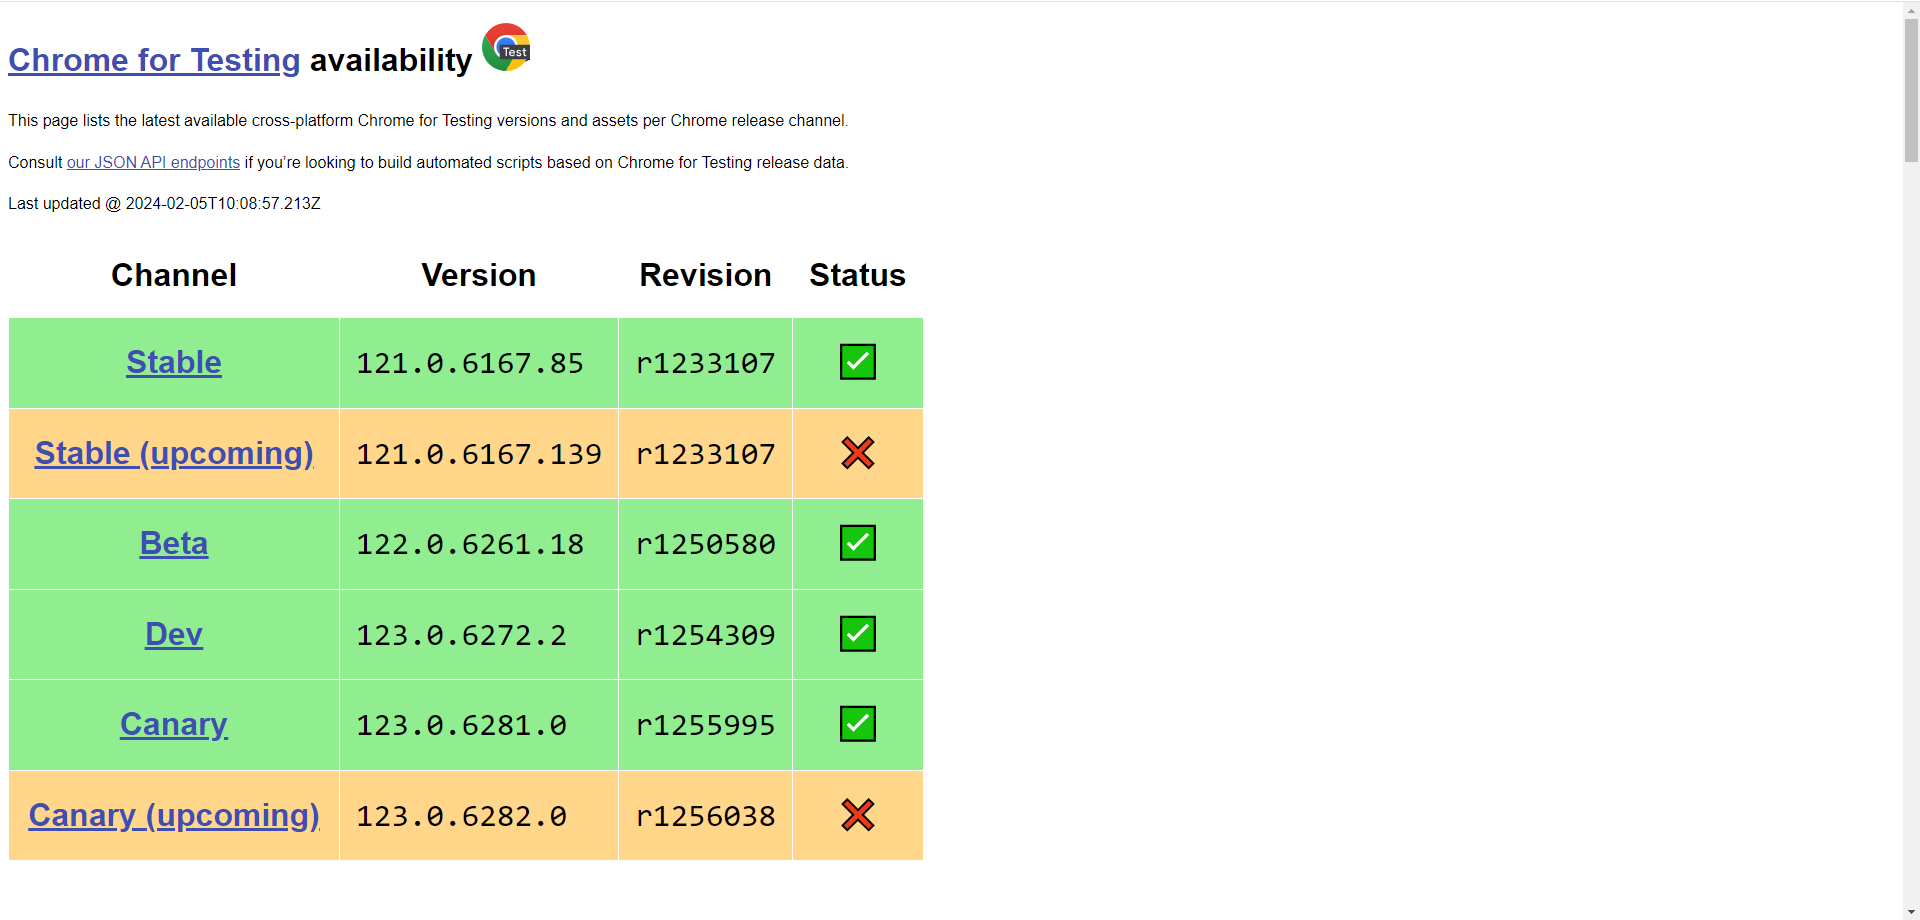 Chrome for Testing availability
Test
This page lists the latest available cross-platform Chrome for Testing versions and assets per Chrome release channel.
Consult our JSON API endpoints if you’re looking to build automated scripts based on Chrome for Testing release data.
Last updated @ 2024-02-05T10:08:57.213Z
Channel Version Revision Status
Stable 121.0.6167.85 r1233107 ✅
Stable (upcoming) 121.0.6167.139 r1233107 ❌
Beta 122.0.6261.18 r1250580 ✅
Dev 123.0.6272.2 r1254309 ✅
Canary 123.0.6281.0 r1255995 ✅
Canary (upcoming) 123.0.6282.0 r1256038 ❌